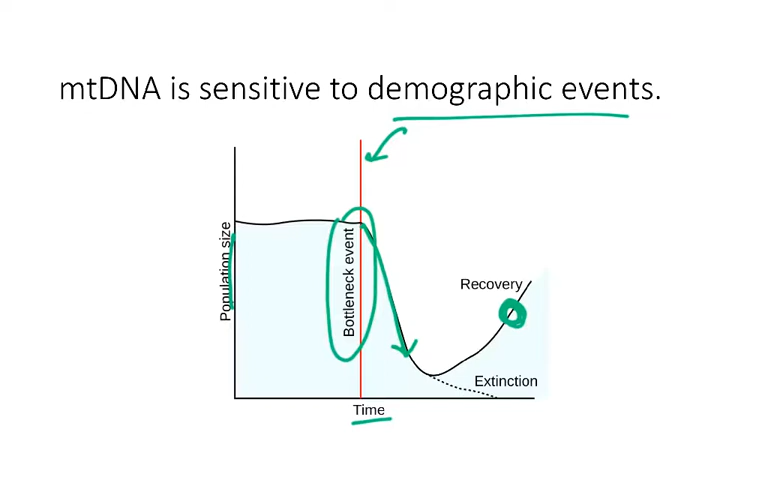 mtDNA is sensitive to demographic events.
Population size
Bottleneck event
Recovery
Extinction
Time